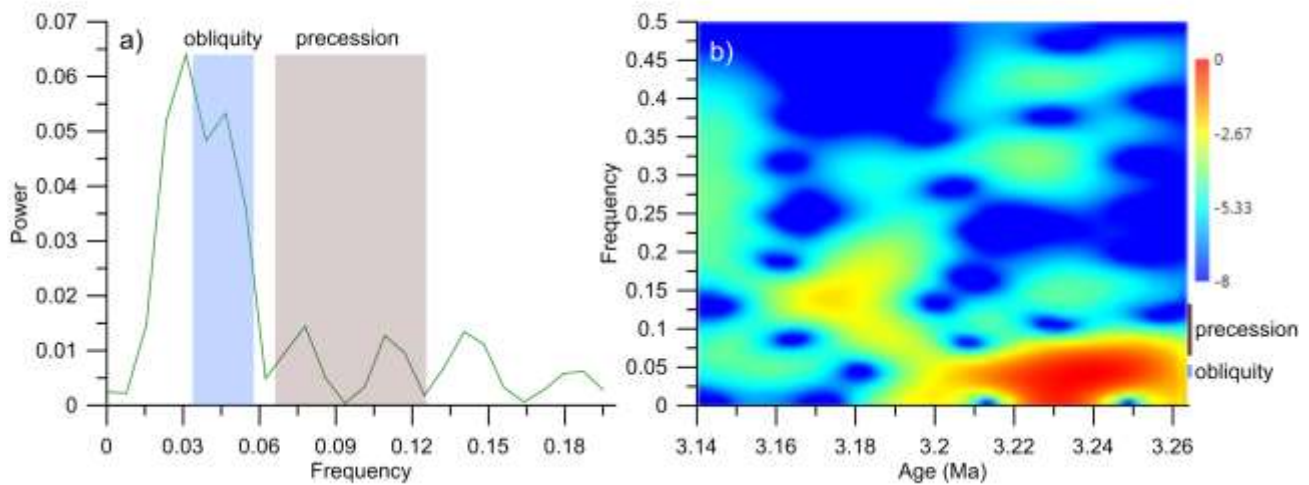 a)
obliquity precession
0.07
0.06
0.05
0.04
0.03
0.02
0.01
0
Power
0 0.03 0.06 0.09 0.12 0.15 0.18
Frequency
b)
0.5
0.45
0.4
0.35
0.3
0.25
0.2
0.15
0.1
0.05
0
Frequency
3.14 3.16 3.18 3.2 3.22 3.24 3.26
Age (Ma)
0
-2.67
-5.33
-8
precession
obliquity